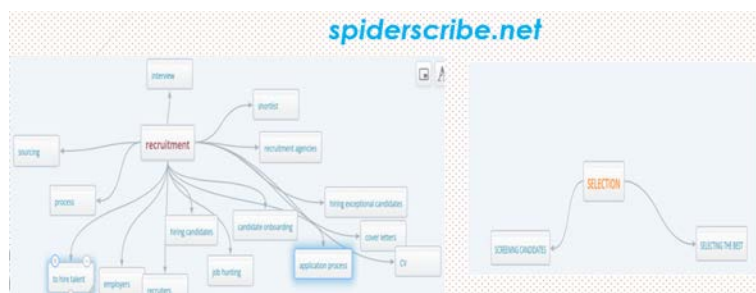 spiderscribe.net
interview
shortlist
recruitment
sourcing
recruitment agencies
process
hiring exceptional candidates
hiring candidates
candidate onboarding
cover letters
to hire talent
employers
recruiters
job hunting
application process
CV
A
SELECTION
SCREENING CANDIDATES
SELECTING THE BEST